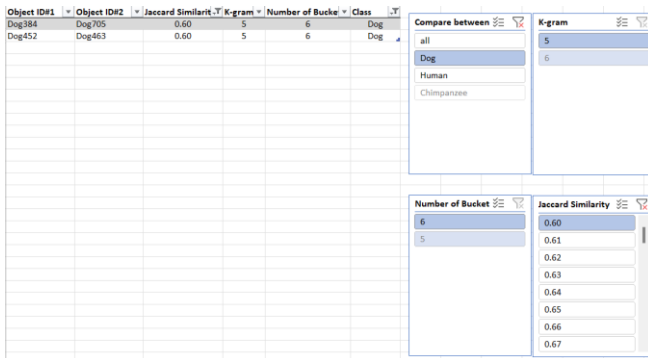 Object ID#1 Object ID#2 Jaccard Similarit K-gram Number of Bucke Class
Dog384 Dog705 0.60 5 6 Dog
Dog452 Dog463 0.60 5 6 Dog
Compare between
all
Dog
Human
Chimpanzee
K-gram
5
6
Number of Bucket
6
5
Jaccard Similarity
0.60
0.61
0.62
0.63
0.64
0.65
0.66
0.67